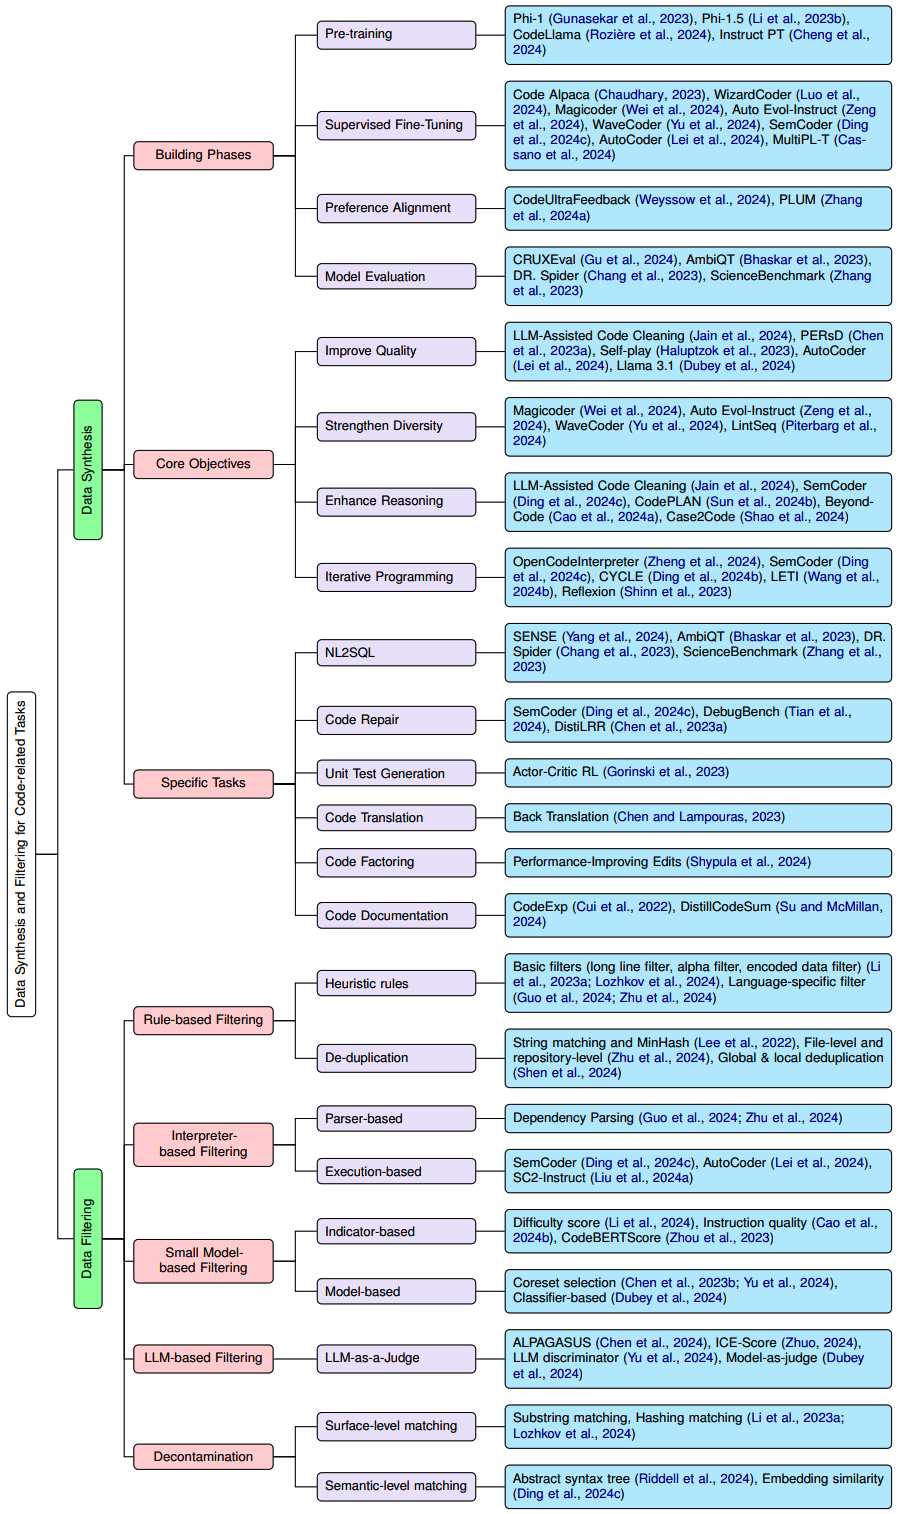 Data Synthesis and Filtering for Code-related Tasks
Data Synthesis
Building Phases
Pre-training
Phi-1 (Gunasekar et al., 2023), Phi-1.5 (Li et al., 2023b),
CodeLlama (Rozière et al., 2024), Instruct PT (Cheng et al.,
2024)
Supervised Fine-Tuning
Code Alpaca (Chaudhary, 2023), WizardCoder (Luo et al.,
2024), Magicoder (Wei et al., 2024), Auto Evol-Instruct (Zeng
et al., 2024), WaveCoder (Yu et al., 2024), SemCoder (Ding
et al., 2024c), AutoCoder (Lei et al., 2024), MultiPL-T (Cas-
sano et al., 2024)
Preference Alignment
CodeUltraFeedback (Weyssow et al., 2024), PLUM (Zhang
et al., 2024a)
Model Evaluation
CRUXEval (Gu et al., 2024), AmbiQT (Bhaskar et al., 2023),
DR. Spider (Chang et al., 2023), ScienceBenchmark (Zhang
et al., 2023)
Core Objectives
Improve Quality
LLM-Assisted Code Cleaning (Jain et al., 2024), PERsD (Chen
et al., 2023a), Self-play (Haluptzok et al., 2023), AutoCoder
(Lei et al., 2024), Llama 3.1 (Dubey et al., 2024)
Strengthen Diversity
Magicoder (Wei et al., 2024), Auto Evol-Instruct (Zeng et al.,
2024), WaveCoder (Yu et al., 2024), LintSeq (Piterbarg et al.,
2024)
Enhance Reasoning
LLM-Assisted Code Cleaning (Jain et al., 2024), SemCoder
(Ding et al., 2024c), CodePLAN (Sun et al., 2024b), Beyond-
Code (Cao et al., 2024a), Case2Code (Shao et al., 2024)
Iterative Programming
OpenCodeInterpreter (Zheng et al., 2024), SemCoder (Ding
et al., 2024c), CYCLE (Ding et al., 2024b), LETI (Wang et al.,
2024b), Reflexion (Shinn et al., 2023)
Specific Tasks
NL2SQL
SENSE (Yang et al., 2024), AmbiQT (Bhaskar et al., 2023), DR.
Spider (Chang et al., 2023), ScienceBenchmark (Zhang et al.,
2023)
Code Repair
SemCoder (Ding et al., 2024c), DebugBench (Tian et al.,
2024), DistiLRR (Chen et al., 2023a)
Unit Test Generation
Actor-Critic RL (Gorinski et al., 2023)
Code Translation
Back Translation (Chen and Lampouras, 2023)
Code Factoring
Performance-Improving Edits (Shypula et al., 2024)
Code Documentation
CodeExp (Cui et al., 2022), DistillCodeSum (Su and McMillan,
2024)
Data Filtering
Rule-based Filtering
Heuristic rules
Basic filters (long line filter, alpha filter, encoded data filter) (Li
et al., 2023a; Lozhkov et al., 2024), Language-specific filter
(Guo et al., 2024; Zhu et al., 2024)
De-duplication
String matching and MinHash (Lee et al., 2022), File-level and
repository-level (Zhu et al., 2024), Global & local deduplication
(Shen et al., 2024)
Interpreter-
based Filtering
Parser-based
Dependency Parsing (Guo et al., 2024; Zhu et al., 2024)
Execution-based
SemCoder (Ding et al., 2024c), AutoCoder (Lei et al., 2024),
SC2-Instruct (Liu et al., 2024a)
Small Model-
based Filtering
Indicator-based
Difficulty score (Li et al., 2024), Instruction quality (Cao et al.,
2024b), CodeBERTScore (Zhou et al., 2023)
Model-based
Coreset selection (Chen et al., 2023b; Yu et al., 2024),
Classifier-based (Dubey et al., 2024)
LLM-based Filtering
LLM-as-a-Judge
ALPAGASUS (Chen et al., 2024), ICE-Score (Zhuo, 2024),
LLM discriminator (Yu et al., 2024), Model-as-judge (Dubey
et al., 2024)
Decontamination
Surface-level matching
Substring matching, Hashing matching (Li et al., 2023a;
Lozhkov et al., 2024)
Semantic-level matching
Abstract syntax tree (Riddell et al., 2024), Embedding similarity
(Ding et al., 2024c)